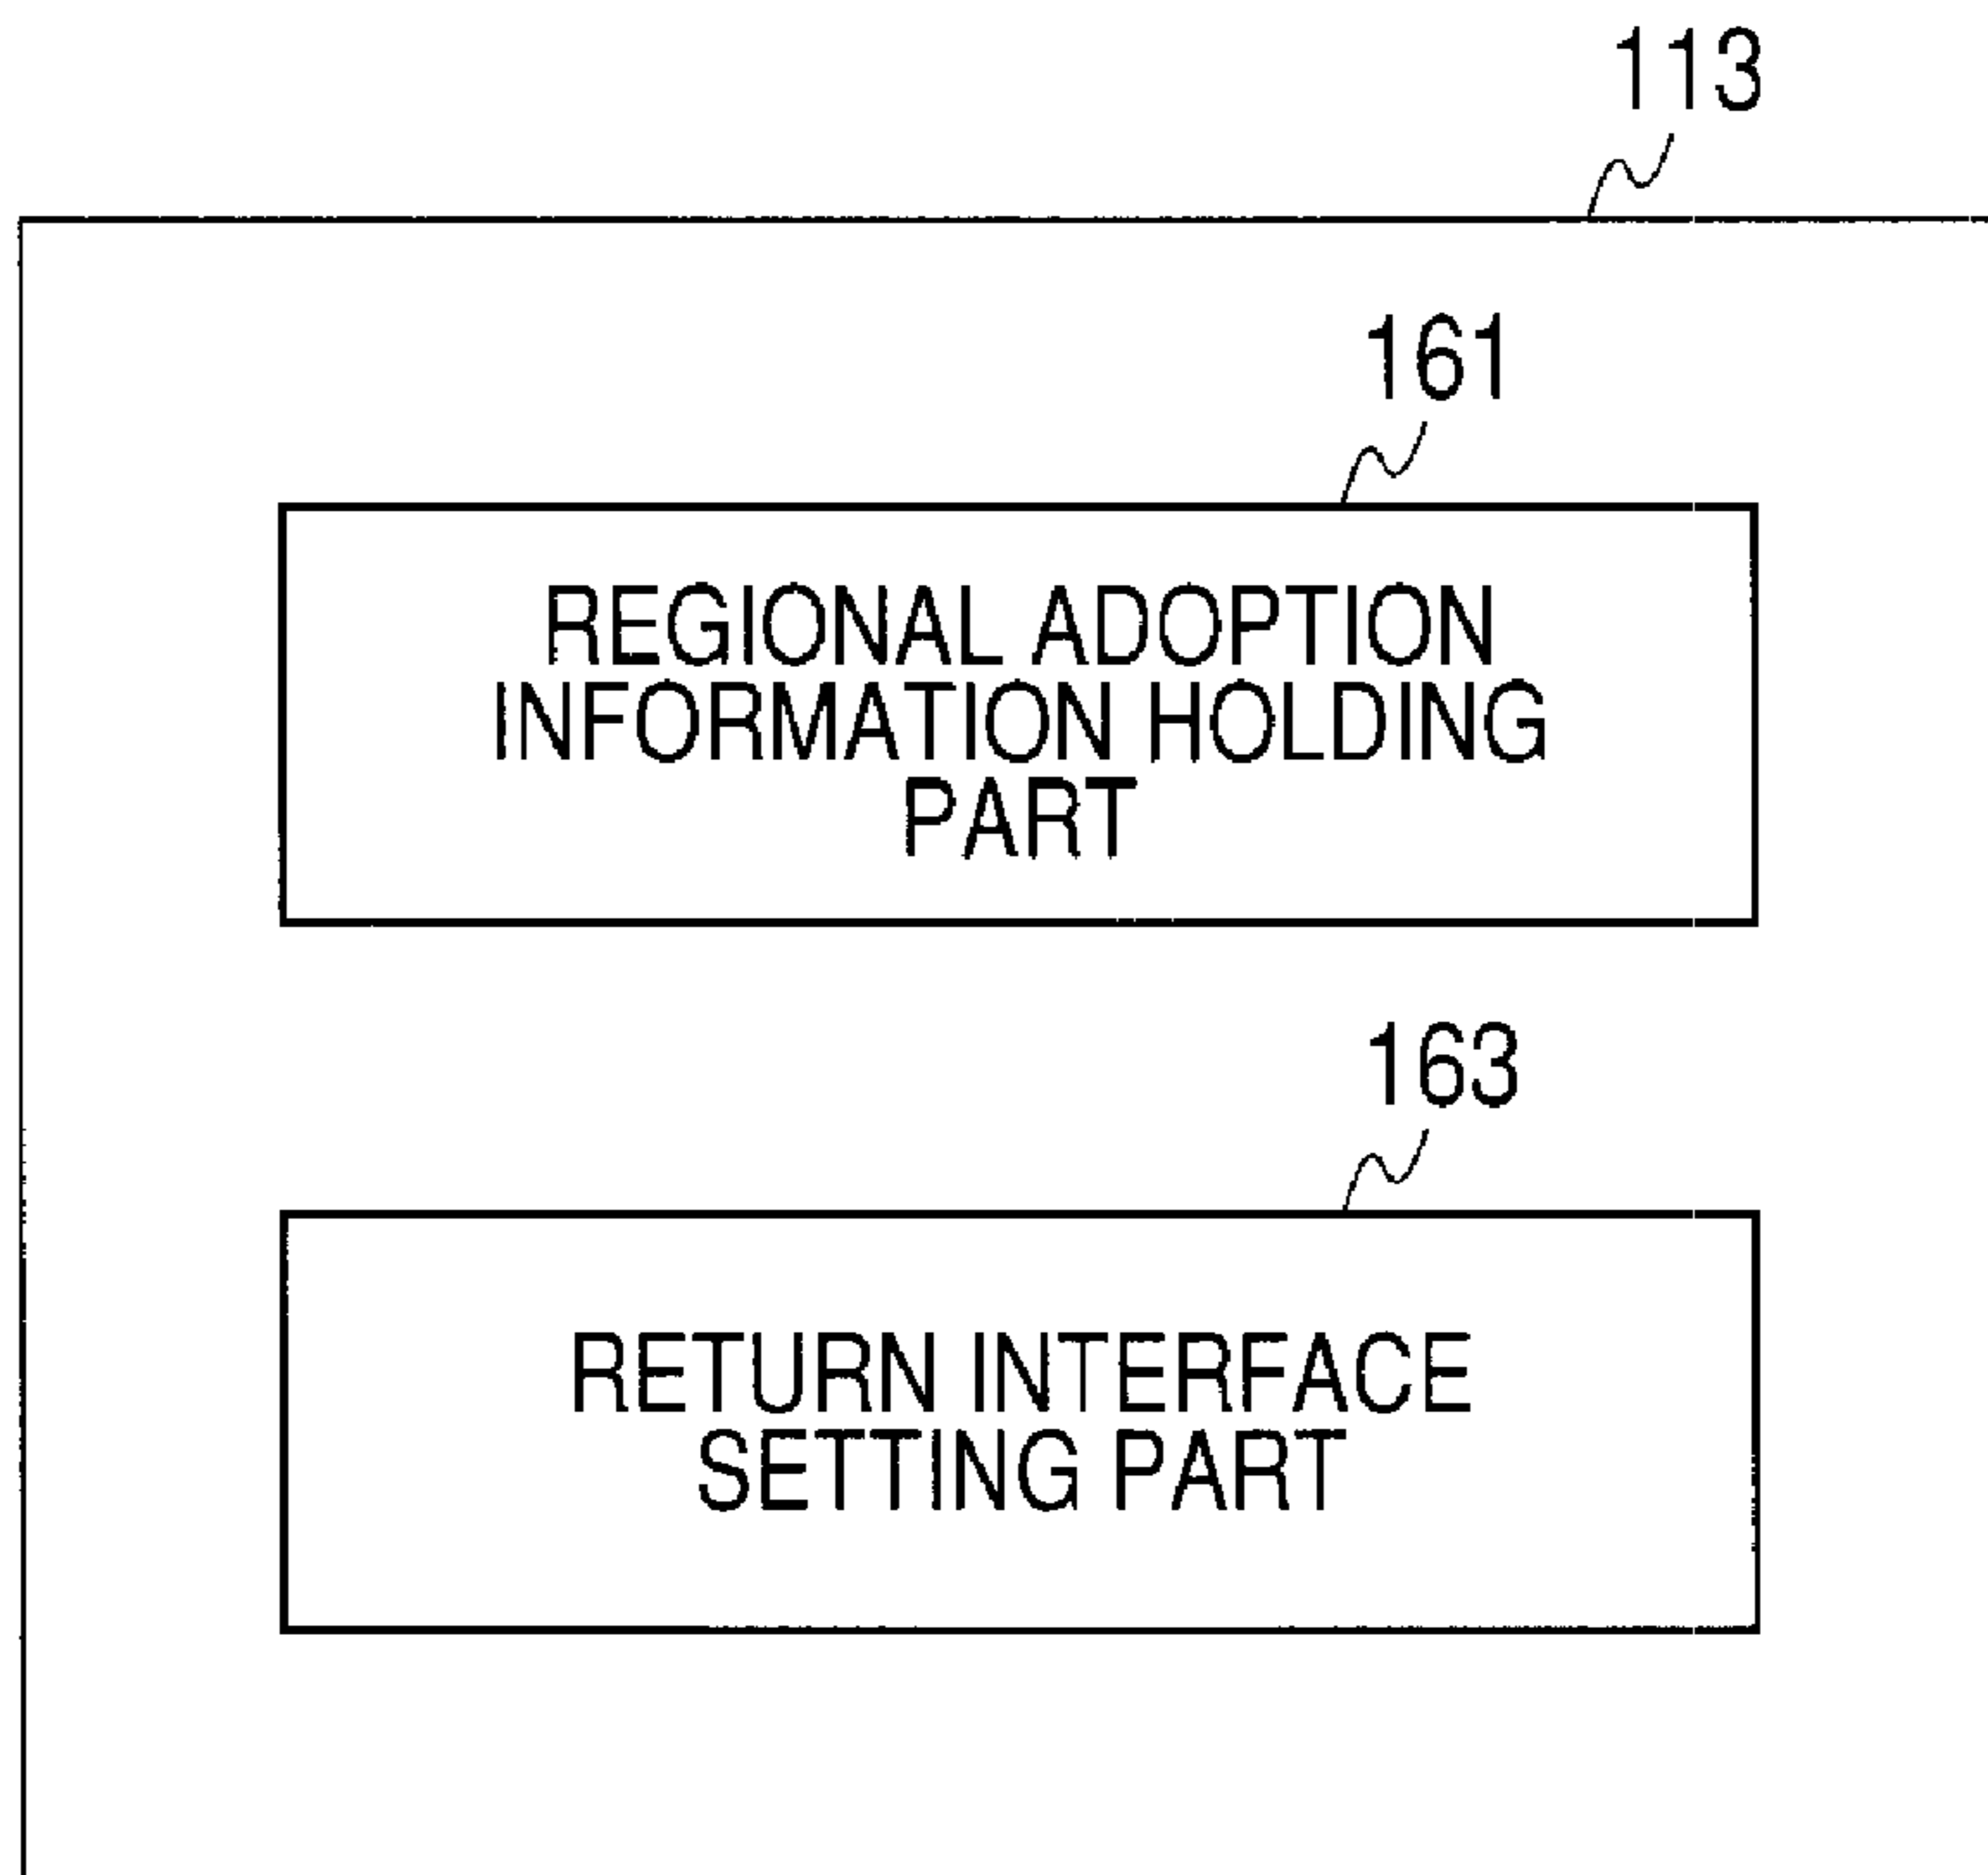 113
161
REGIONAL ADOPTION
INFORMATION HOLDING
PART
163
RETURN INTERFACE
SETTING PART